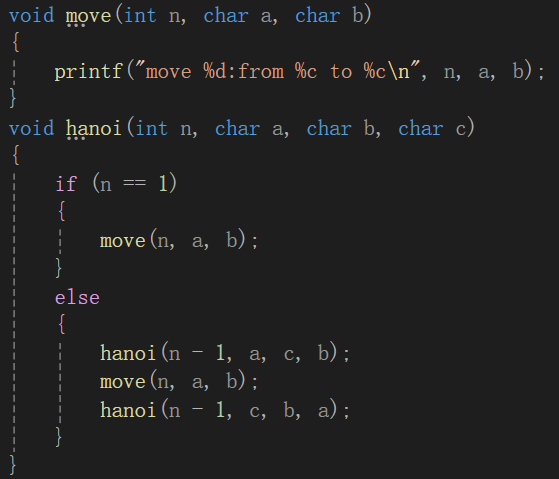 void move(int n, char a, char b)
{
    printf("move %d:from %c to %c\n", n, a, b);
}
void hanoi(int n, char a, char b, char c)
{
    if (n == 1)
    {
        move(n, a, b);
    }
    else
    {
        hanoi(n - 1, a, c, b);
        move(n, a, b);
        hanoi(n - 1, c, b, a);
    }
}